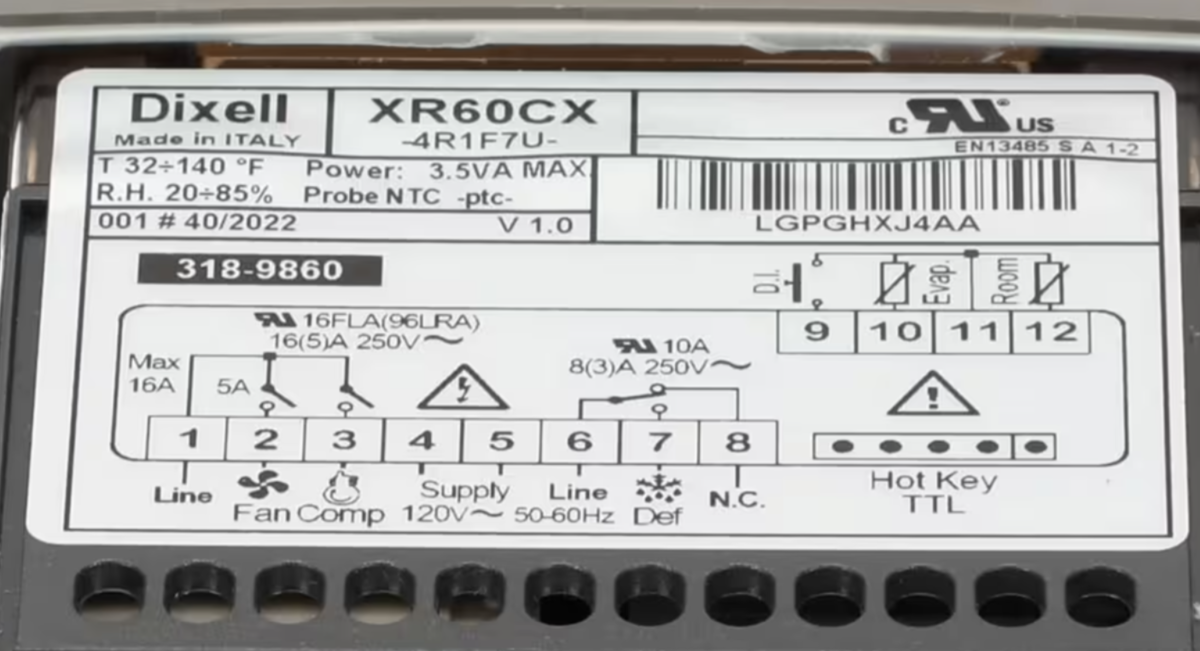 Dixell
Made in ITALY
XR60CX
-4R1F7U-
c RU® US
EN13485 S A 1-2
T 32÷140 °F Power: 3.5VA MAX.
R.H. 20÷85% Probe NTC -ptc-
001 # 40/2022 V 1.0
LGPGHXJ4AA
318-9860
D.I. Evap. Room
9 10 11 12
RU 16FLA(96LRA)
16(5)A 250V~
Max
16A
5A
RU 10A
8(3)A 250V~
1 2 3 4 5 6 7 8
Line Fan Comp Supply
120V~ 50-60Hz
Line Def N.C.
Hot Key
TTL